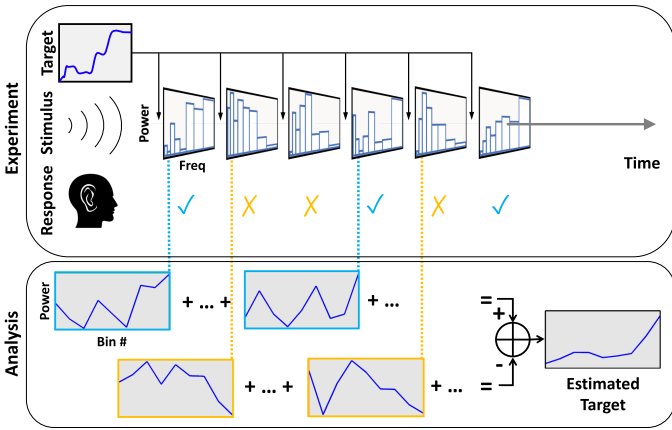 Experiment
Target
Stimulus
Response
Power
Freq
Time
✓ X X ✓ X ✓
Analysis
Power
Bin #
+ ... +
+ ...
+ ... +
+ ...
=
+
-
=
Estimated
Target